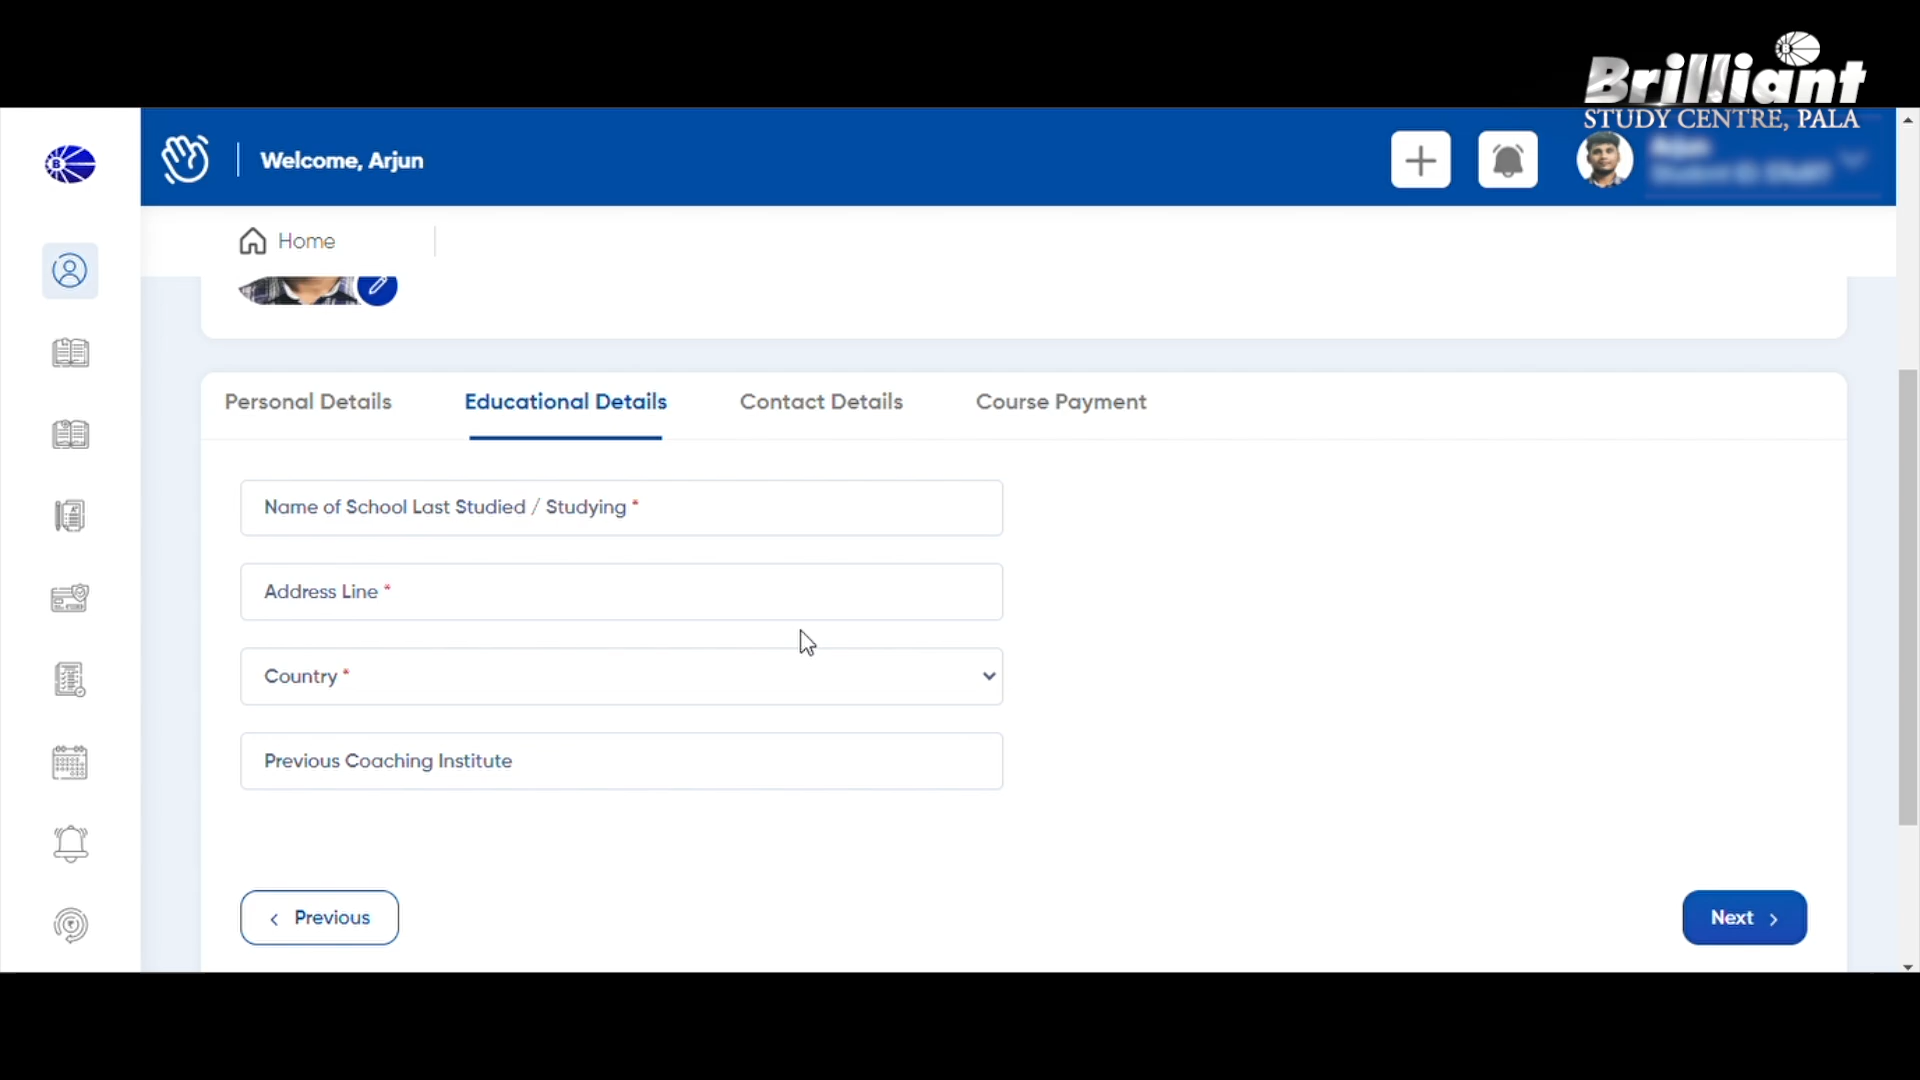 Brilliant
STUDY CENTRE, PALA
Welcome, Arjun
Home
Personal Details
Educational Details
Contact Details
Course Payment
Name of School Last Studied / Studying *
Address Line *
Country *
Previous Coaching Institute
Previous
Next